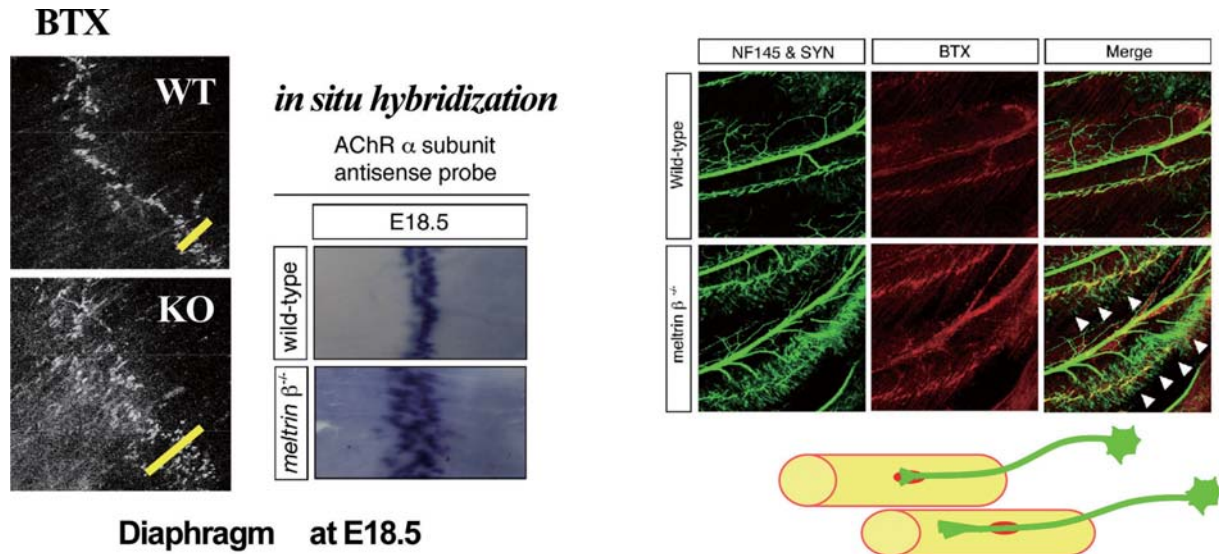 BTX
WT
KO
in situ hybridization
AChR α subunit
antisense probe
E18.5
wild-type
meltrin β-/-
Diaphragm at E18.5
NF145 & SYN
BTX
Merge
Wild-type
meltrin β -/-